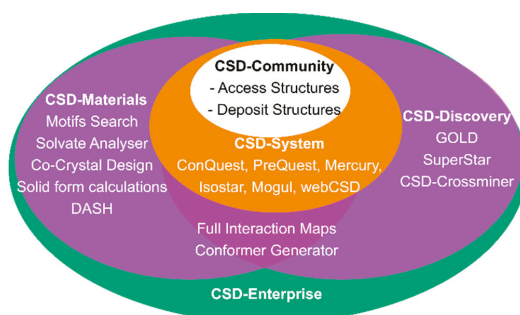 CSD-Community
- Access Structures
- Deposit Structures
CSD-Materials
Motifs Search
Solvate Analyser
Co-Crystal Design
Solid form calculations
DASH
CSD-System
ConQuest, PreQuest, Mercury,
Isostar, Mogul, webCSD
CSD-Discovery
GOLD
SuperStar
CSD-Crossminer
Full Interaction Maps
Conformer Generator
CSD-Enterprise